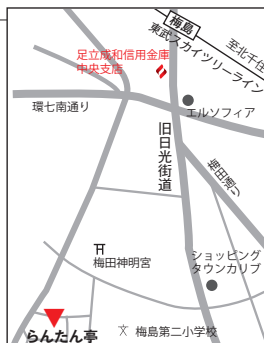 梅島
至北千住
東武スカイツリーライン
足立成和信用金庫
中央支店
環七南通り
エルソフィア
旧日光街道
梅田通り
梅田神明宮
ショッピング
タウンカリブ
らんたん亭
梅島第二小学校